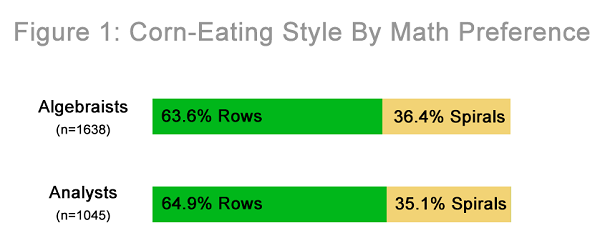 Figure 1: Corn-Eating Style By Math Preference
Algebraists
(n=1638)
63.6% Rows
36.4% Spirals
Analysts
(n=1045)
64.9% Rows
35.1% Spirals